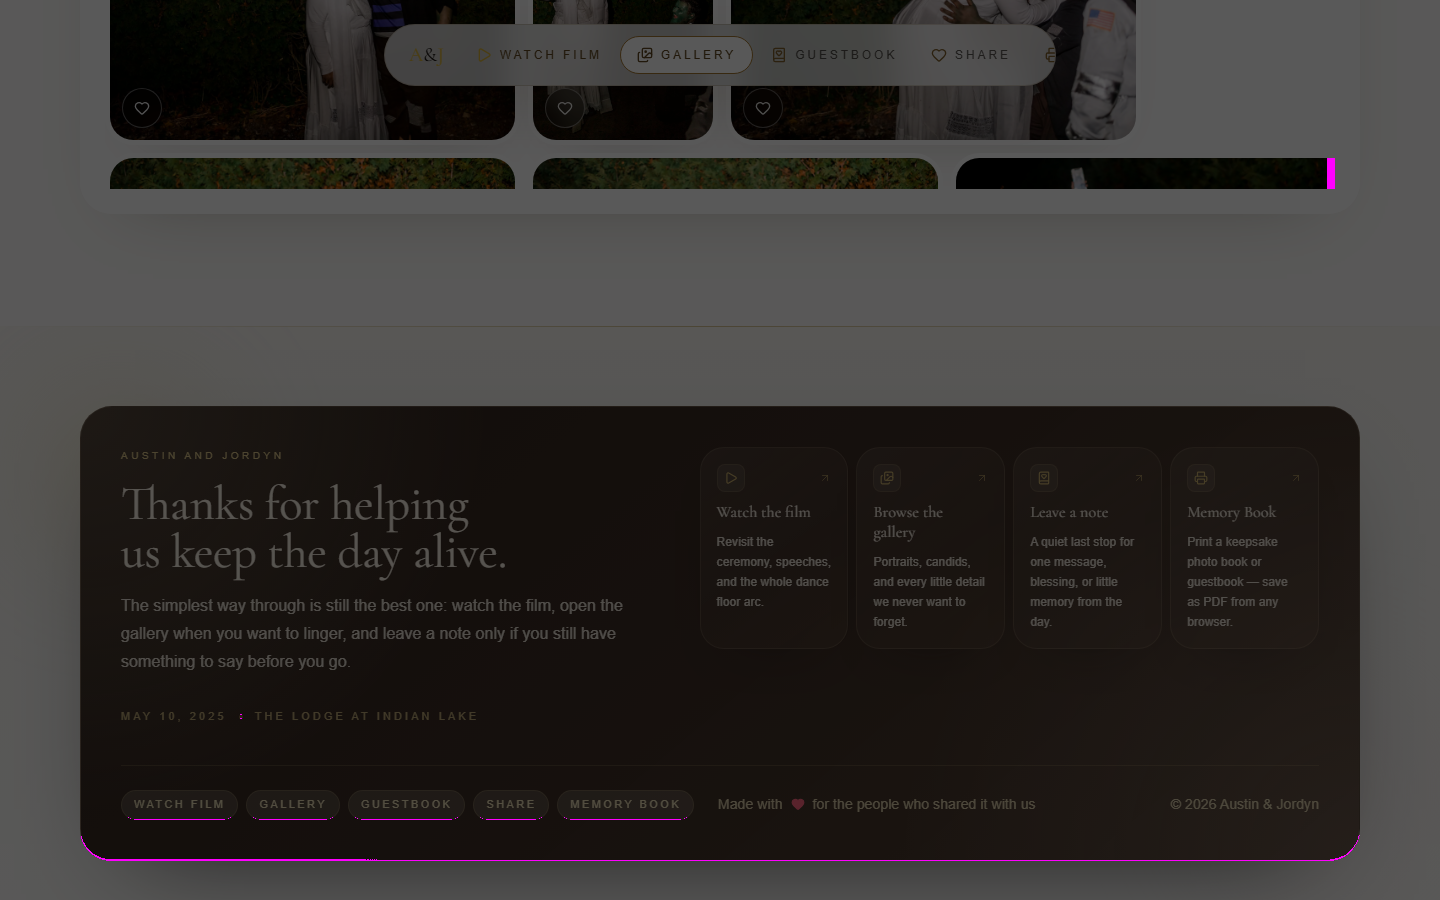 A&J
WATCH FILM
GALLERY
GUESTBOOK
SHARE
AUSTIN AND JORDYN
Thanks for helping
us keep the day alive.
The simplest way through is still the best one: watch the film, open the
gallery when you want to linger, and leave a note only if you still have
something to say before you go.
MAY 10, 2025 : THE LODGE AT INDIAN LAKE
Watch the film
Revisit the
ceremony, speeches,
and the whole dance
floor arc.
Browse the
gallery
Portraits, candids,
and every little detail
we never want to
forget.
Leave a note
A quiet last stop for
one message,
blessing, or little
memory from the
day.
Memory Book
Print a keepsake
photo book or
guestbook — save
as PDF from any
browser.
WATCH FILM
GALLERY
GUESTBOOK
SHARE
MEMORY BOOK
Made with ♥ for the people who shared it with us
© 2026 Austin & Jordyn